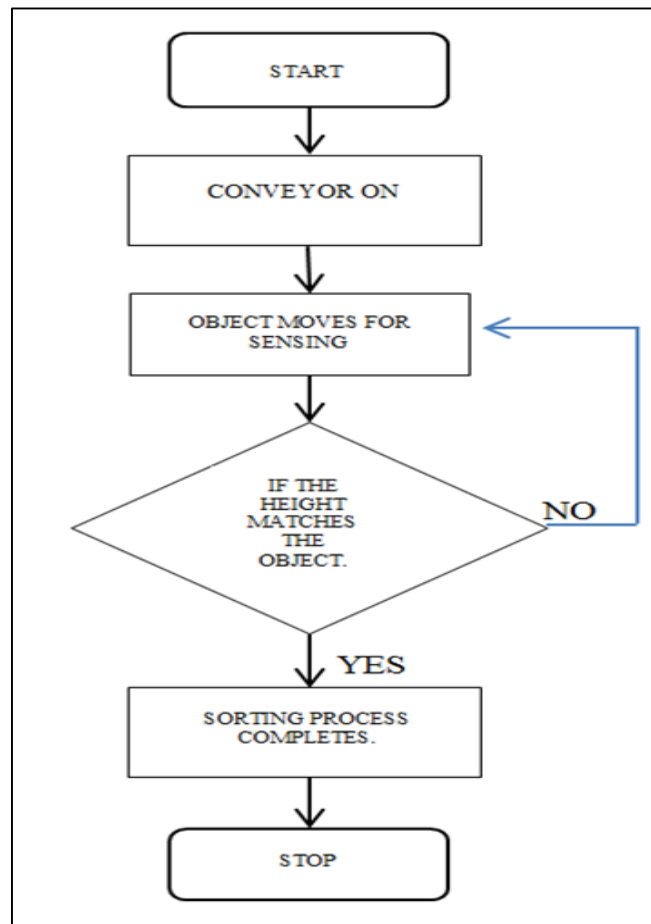 START
CONVEYOR ON
OBJECT MOVES FOR
SENSING
IF THE
HEIGHT
MATCHES
THE
OBJECT.
NO
YES
SORTING PROCESS
COMPLETES.
STOP